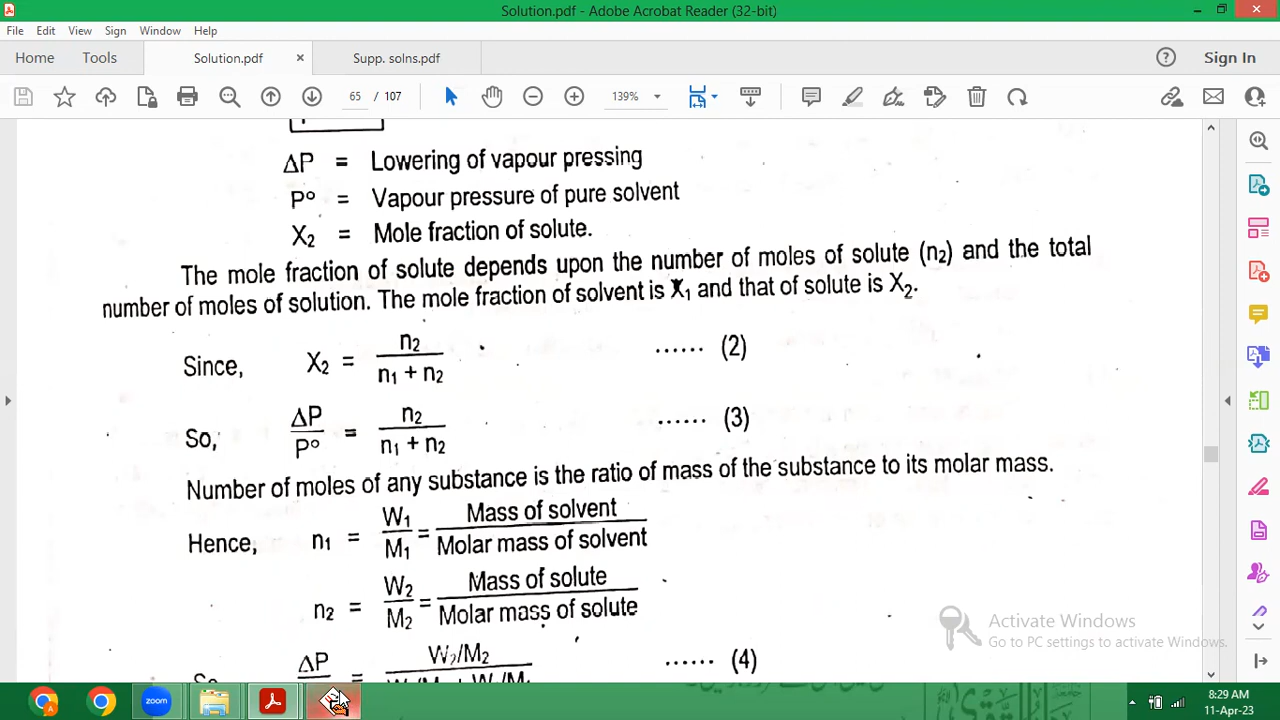 Solution.pdf - Adobe Acrobat Reader (32-bit)
File Edit View Sign Window Help
Home Tools Solution.pdf × Supp. solns.pdf Sign In
65 / 107 139%
ΔP = Lowering of vapour pressing
P° = Vapour pressure of pure solvent
X₂ = Mole fraction of solute.
The mole fraction of solute depends upon the number of moles of solute (n₂) and the total
number of moles of solution. The mole fraction of solvent is X₁ and that of solute is X₂.
Since, X₂ = n₂ / (n₁ + n₂) ...... (2)
So, ΔP / P° = n₂ / (n₁ + n₂) ...... (3)
Number of moles of any substance is the ratio of mass of the substance to its molar mass.
Hence, n₁ = W₁ / M₁ = Mass of solvent / Molar mass of solvent
n₂ = W₂ / M₂ = Mass of solute / Molar mass of solute
ΔP = W₂/M₂ ...... (4)
Activate Windows
Go to PC settings to activate Windows.
zoom
8:29 AM
11-Apr-23